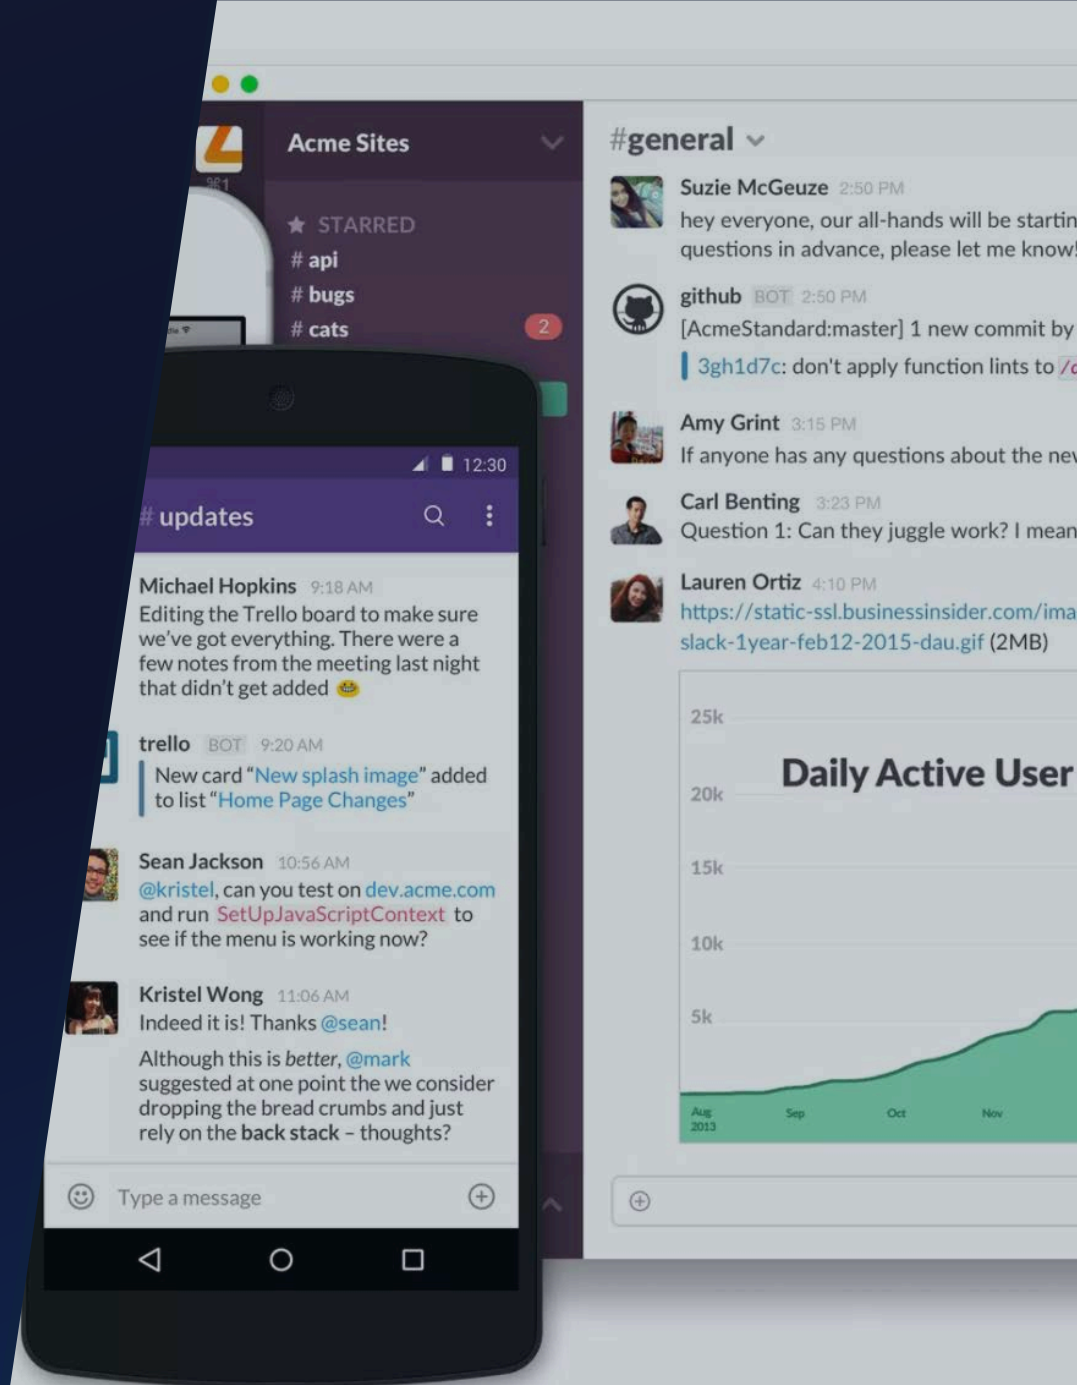 ⌘1
Acme Sites
STARRED
# api
# bugs
# cats
2
#general
Suzie McGeuze 2:50 PM
hey everyone, our all-hands will be startin
questions in advance, please let me know!
github BOT 2:50 PM
[AcmeStandard:master] 1 new commit by
3gh1d7c: don't apply function lints to
Amy Grint 3:15 PM
If anyone has any questions about the nev
Carl Benting 3:23 PM
Question 1: Can they juggle work? I mean
Lauren Ortiz 4:10 PM
https://static-ssl.businessinsider.com/ima
slack-1year-feb12-2015-dau.gif (2MB)
25k
Daily Active User
20k
15k
10k
5k
Aug Sep Oct Nov
2013
12:30
# updates
Michael Hopkins 9:18 AM
Editing the Trello board to make sure
we've got everything. There were a
few notes from the meeting last night
that didn't get added 😁
trello BOT 9:20 AM
New card “New splash image” added
to list “Home Page Changes”
Sean Jackson 10:56 AM
@kristel, can you test on dev.acme.com
and run SetUpJavaScriptContext to
see if the menu is working now?
Kristel Wong 11:06 AM
Indeed it is! Thanks @sean!
Although this is better, @mark
suggested at one point the we consider
dropping the bread crumbs and just
rely on the back stack – thoughts?
Type a message